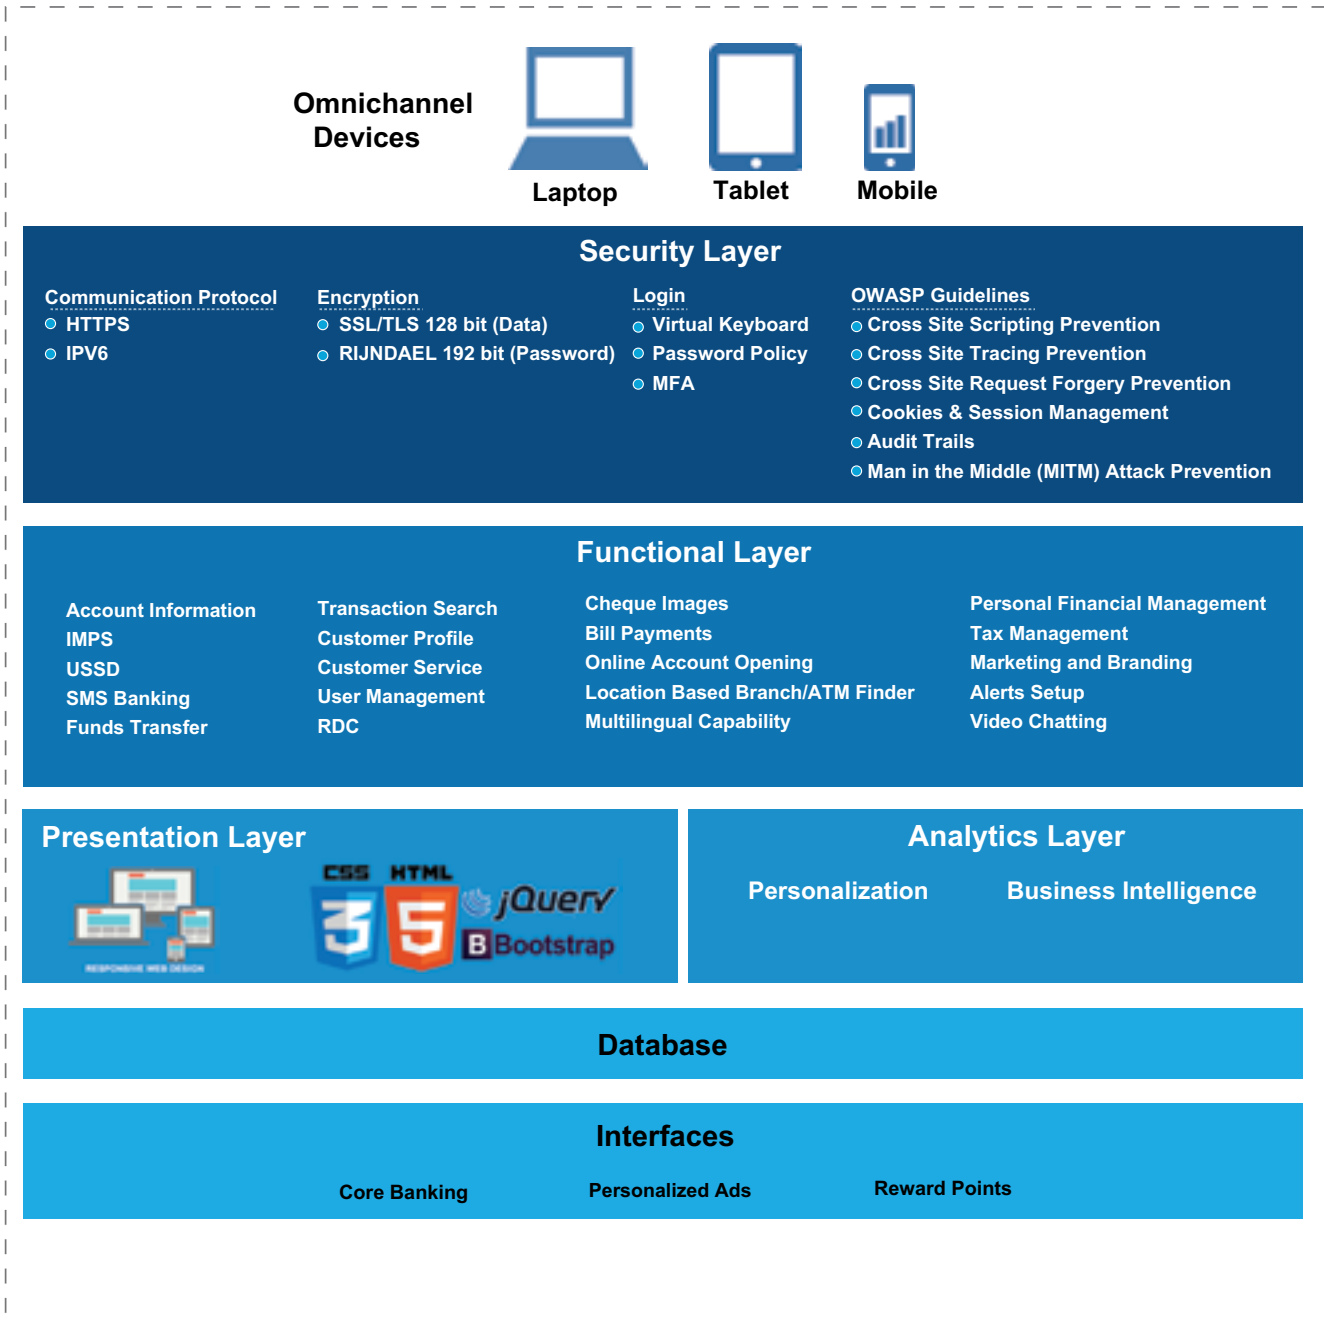 Omnichannel
Devices
Laptop
Tablet
Mobile
Security Layer
Communication Protocol
HTTPS
IPV6
Encryption
SSL/TLS 128 bit (Data)
RIJNDAEL 192 bit (Password)
Login
Virtual Keyboard
Password Policy
MFA
OWASP Guidelines
Cross Site Scripting Prevention
Cross Site Tracing Prevention
Cross Site Request Forgery Prevention
Cookies & Session Management
Audit Trails
Man in the Middle (MITM) Attack Prevention
Functional Layer
Account Information
IMPS
USSD
SMS Banking
Funds Transfer
Transaction Search
Customer Profile
Customer Service
User Management
RDC
Cheque Images
Bill Payments
Online Account Opening
Location Based Branch/ATM Finder
Multilingual Capability
Personal Financial Management
Tax Management
Marketing and Branding
Alerts Setup
Video Chatting
Presentation Layer
RESPONSIVE WEB DESIGN
CSS
3
HTML
5
jQuery
B Bootstrap
Analytics Layer
Personalization
Business Intelligence
Database
Interfaces
Core Banking
Personalized Ads
Reward Points